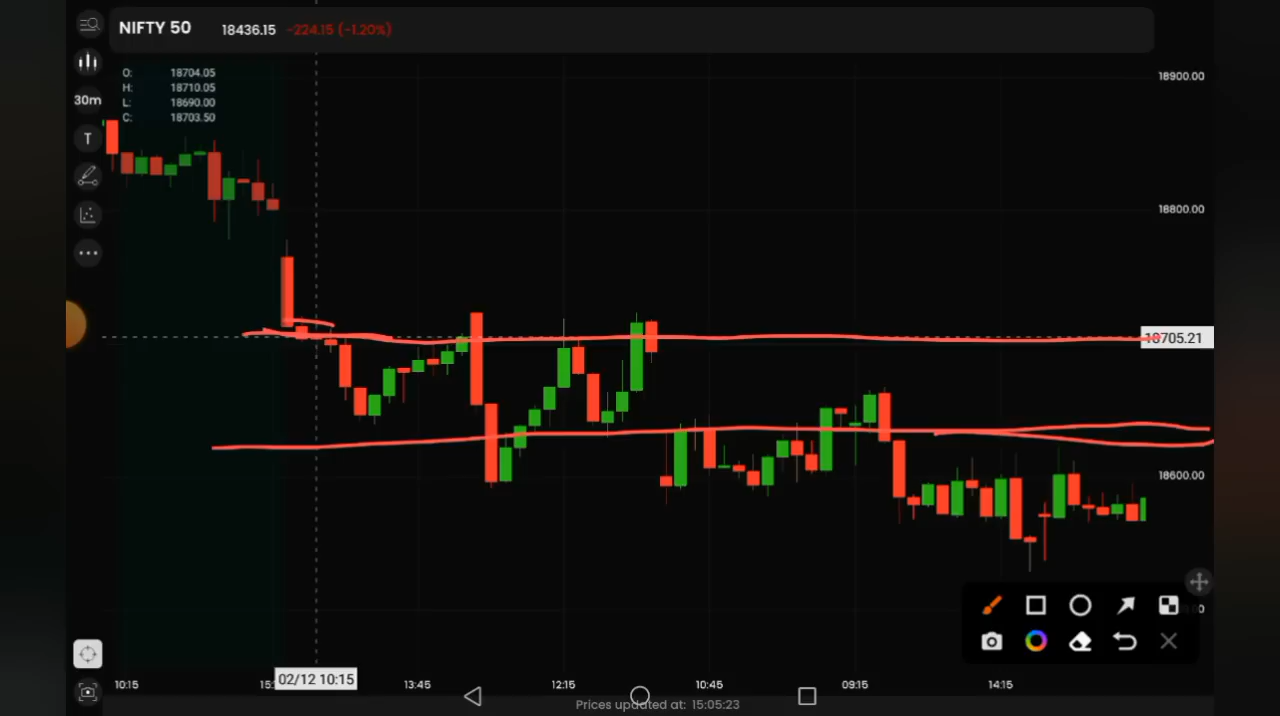 NIFTY 50 18436.15 -224.15 (-1.20%)
O: 18704.05
H: 18710.05
L: 18690.00
C: 18703.50
30m
T
18900.00
18800.00
18705.21
18600.00
10:15 02/12 10:15 13:45 12:15 10:45 09:15 14:15
Prices updated at: 15:05:23